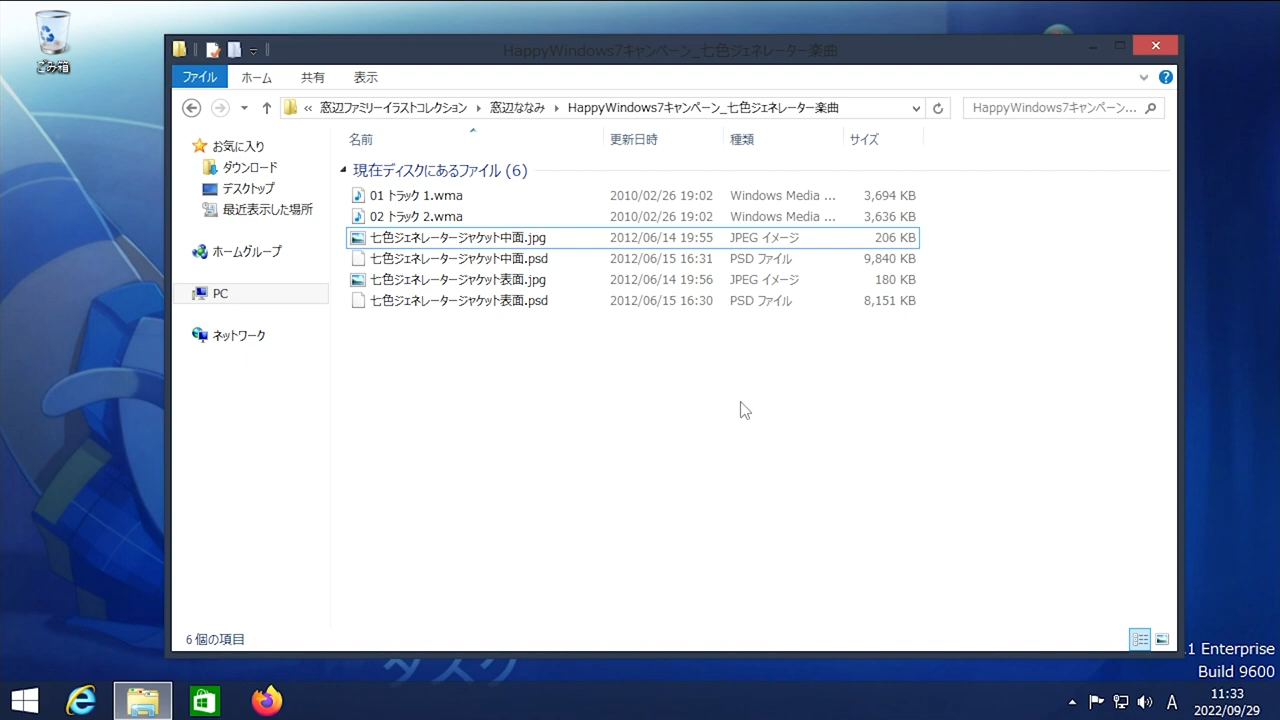 ごみ箱
HappyWindows7キャンペーン_七色ジェネレーター楽曲
ファイル ホーム 共有 表示
« 窓辺ファミリーイラストコレクション 窓辺ななみ HappyWindows7キャンペーン_七色ジェネレーター楽曲
HappyWindows7キャンペーン...
お気に入り
ダウンロード
デスクトップ
最近表示した場所
ホームグループ
PC
ネットワーク
名前 更新日時 種類 サイズ
現在ディスクにあるファイル (6)
01 トラック 1.wma 2010/02/26 19:02 Windows Media ... 3,694 KB
02 トラック 2.wma 2010/02/26 19:02 Windows Media ... 3,636 KB
七色ジェネレータージャケット中面.jpg 2012/06/14 19:55 JPEG イメージ 206 KB
七色ジェネレータージャケット中面.psd 2012/06/15 16:31 PSD ファイル 9,840 KB
七色ジェネレータージャケット表面.jpg 2012/06/14 19:56 JPEG イメージ 180 KB
七色ジェネレータージャケット表面.psd 2012/06/15 16:30 PSD ファイル 8,151 KB
6 個の項目
.1 Enterprise
Build 9600
A
11:33
2022/09/29